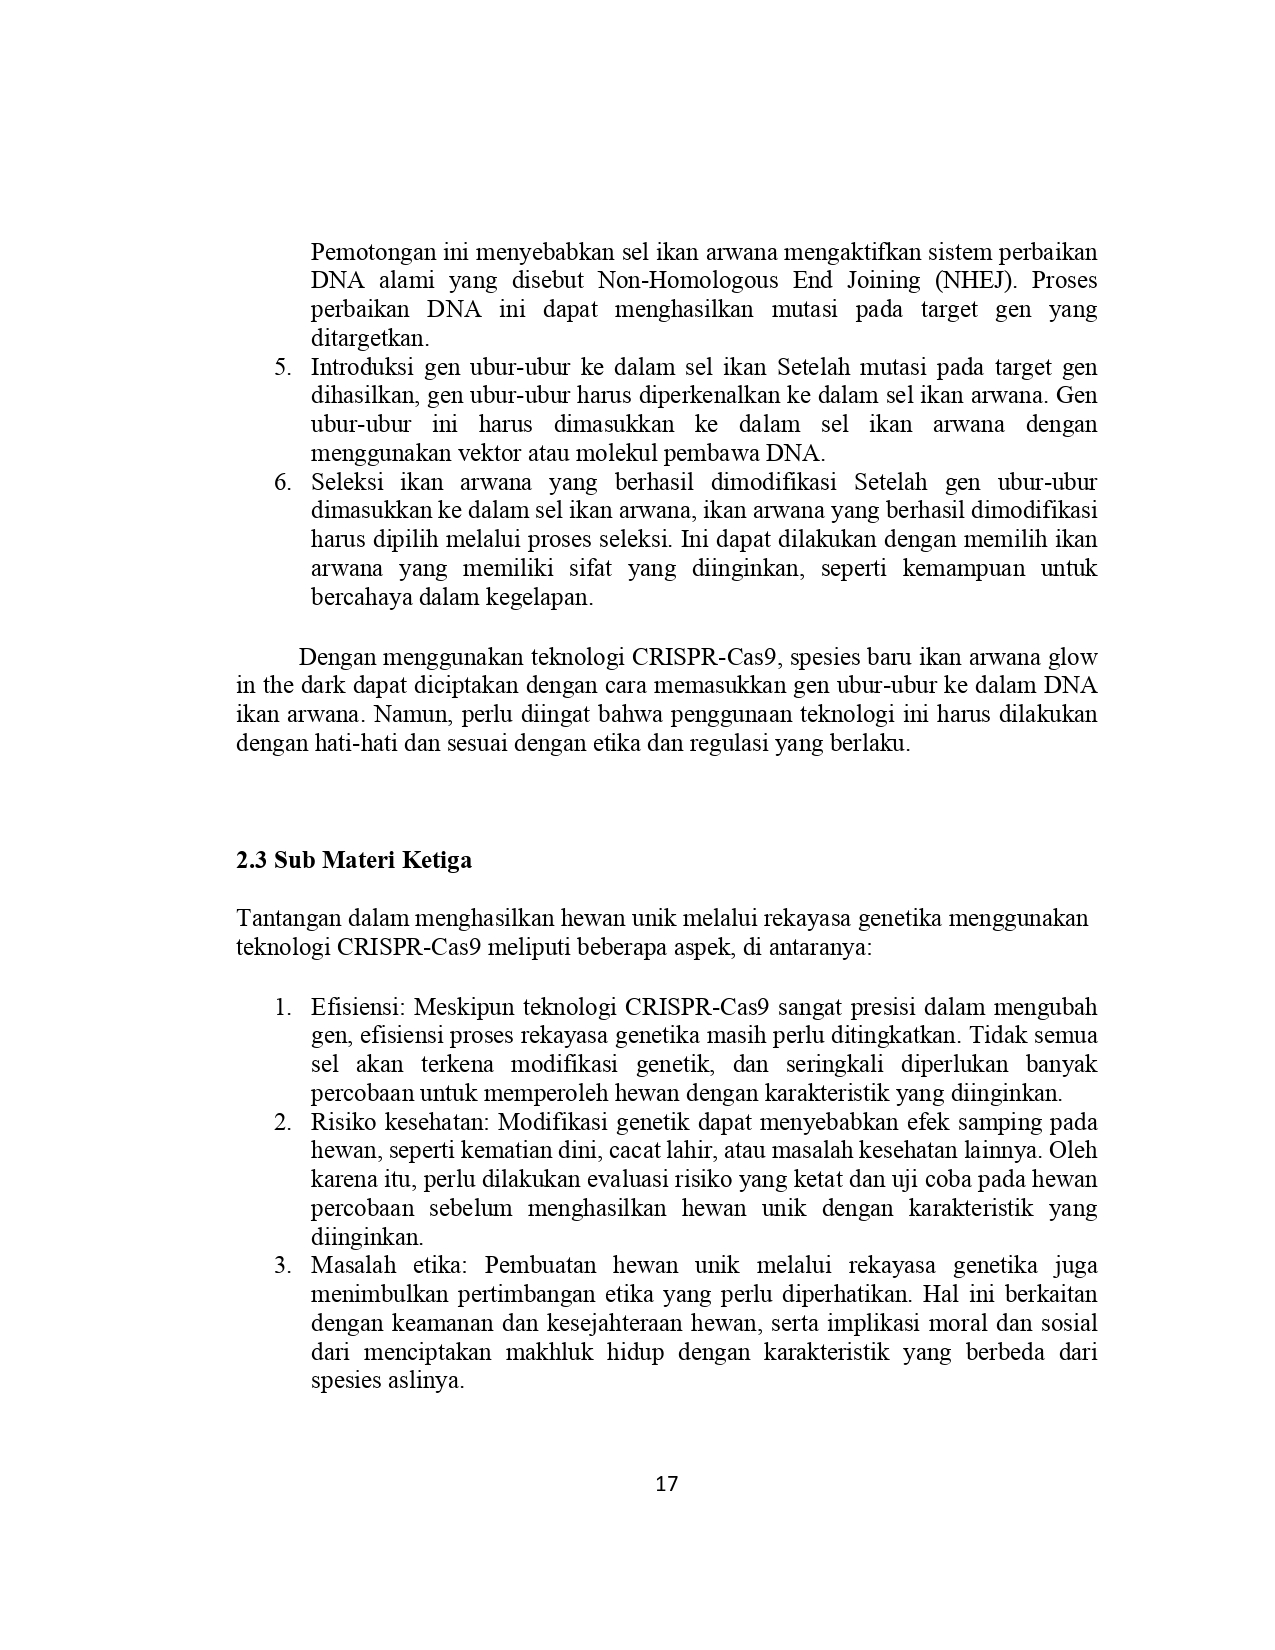 Pemotongan ini menyebabkan sel ikan arwana mengaktifkan sistem perbaikan
DNA alami yang disebut Non-Homologous End Joining (NHEJ). Proses
perbaikan DNA ini dapat menghasilkan mutasi pada target gen yang
ditargetkan.
5. Introduksi gen ubur-ubur ke dalam sel ikan Setelah mutasi pada target gen
dihasilkan, gen ubur-ubur harus diperkenalkan ke dalam sel ikan arwana. Gen
ubur-ubur ini harus dimasukkan ke dalam sel ikan arwana dengan
menggunakan vektor atau molekul pembawa DNA.
6. Seleksi ikan arwana yang berhasil dimodifikasi Setelah gen ubur-ubur
dimasukkan ke dalam sel ikan arwana, ikan arwana yang berhasil dimodifikasi
harus dipilih melalui proses seleksi. Ini dapat dilakukan dengan memilih ikan
arwana yang memiliki sifat yang diinginkan, seperti kemampuan untuk
bercahaya dalam kegelapan.
Dengan menggunakan teknologi CRISPR-Cas9, spesies baru ikan arwana glow
in the dark dapat diciptakan dengan cara memasukkan gen ubur-ubur ke dalam DNA
ikan arwana. Namun, perlu diingat bahwa penggunaan teknologi ini harus dilakukan
dengan hati-hati dan sesuai dengan etika dan regulasi yang berlaku.
2.3 Sub Materi Ketiga
Tantangan dalam menghasilkan hewan unik melalui rekayasa genetika menggunakan
teknologi CRISPR-Cas9 meliputi beberapa aspek, di antaranya:
1. Efisiensi: Meskipun teknologi CRISPR-Cas9 sangat presisi dalam mengubah
gen, efisiensi proses rekayasa genetika masih perlu ditingkatkan. Tidak semua
sel akan terkena modifikasi genetik, dan seringkali diperlukan banyak
percobaan untuk memperoleh hewan dengan karakteristik yang diinginkan.
2. Risiko kesehatan: Modifikasi genetik dapat menyebabkan efek samping pada
hewan, seperti kematian dini, cacat lahir, atau masalah kesehatan lainnya. Oleh
karena itu, perlu dilakukan evaluasi risiko yang ketat dan uji coba pada hewan
percobaan sebelum menghasilkan hewan unik dengan karakteristik yang
diinginkan.
3. Masalah etika: Pembuatan hewan unik melalui rekayasa genetika juga
menimbulkan pertimbangan etika yang perlu diperhatikan. Hal ini berkaitan
dengan keamanan dan kesejahteraan hewan, serta implikasi moral dan sosial
dari menciptakan makhluk hidup dengan karakteristik yang berbeda dari
spesies aslinya.
17